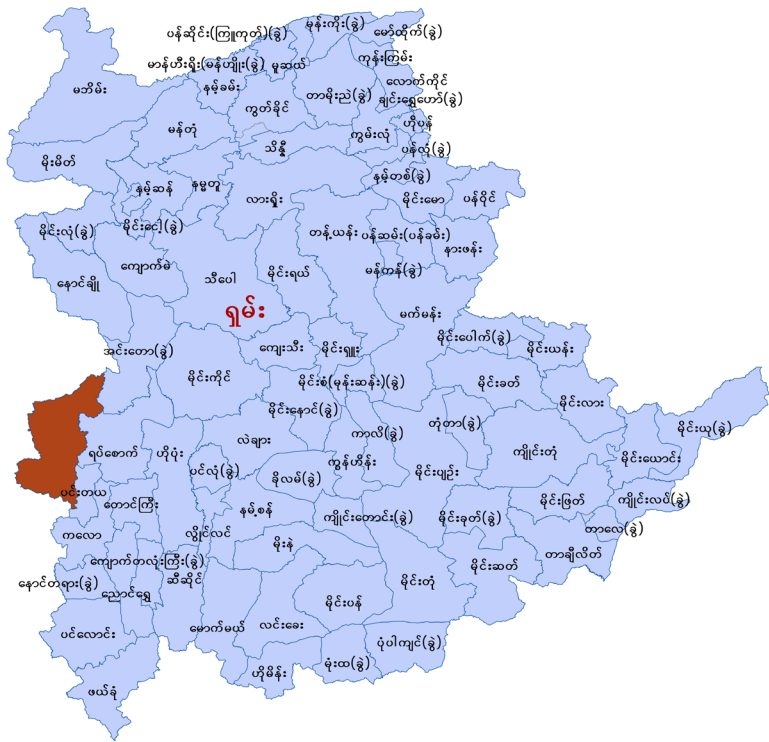 မုန်းကိုး(ခွဲ)
ပန်ဆိုင်း(ကြူကုတ်)(ခွဲ)
မော်ထိုက်(ခွဲ)
ကုန်းကြမ်း
မာန်ဟီးရှိုး(မန်ဟျိုး)(ခွဲ)
မူဆယ်
လောက်ကိုင်
မဘိမ်း
နမ့်ခမ်း
တာမိုးညဲ(ခွဲ)
ချင်းရွှေဟော်(ခွဲ)
ကွတ်ခိုင်
ဟိုပန်
မန်တုံ
ကွမ်းလုံ
သိန္နီ
ပန်လုံ(ခွဲ)
မိုးမိတ်
နမ့်တစ်(ခွဲ)
နမ့်ဆန်
နမ္မတူ
လားရှိုး
မိုင်းမော
ပန်ဝိုင်
မိုင်းလုံ(ခွဲ)
မိုင်းငေါ့(ခွဲ)
တန့်ယန်း
ပန်ဆမ်း(ပန်ခမ်း)
နားဖန်း
ကျောက်မဲ
မိုင်းရယ်
မန်ကန်(ခွဲ)
နောင်ချို
သီပေါ
ရှမ်း
မက်မန်း
မိုင်းပေါက်(ခွဲ)
အင်းတော(ခွဲ)
ကျေးသီး
မိုင်းရှူး
မိုင်းယန်း
မိုင်းကိုင်
မိုင်းစံ(မုန်းဆန်း)(ခွဲ)
မိုင်းခတ်
မိုင်းလား
မိုင်းနောင်(ခွဲ)
တုံတာ(ခွဲ)
မိုင်းယု(ခွဲ)
ကာလိ(ခွဲ)
လဲချား
ရပ်စောက်
ဟိုပုံး
ကျိုင်းတုံ
မိုင်းယောင်း
ကွန်ဟိန်း
ပင်လုံ(ခွဲ)
မိုင်းပျဉ်း
ခိုလမ်(ခွဲ)
ပင်းတယ
တောင်ကြီး
မိုင်းဖြတ်
ကျိုင်းလပ်(ခွဲ)
နမ့်စန်
ကျိုင်းတောင်း(ခွဲ)
မိုင်းခုတ်(ခွဲ)
တာလေ(ခွဲ)
ကလော
လွိုင်လင်
မိုးနဲ
တာချီလိတ်
ကျောက်တလုံးကြီး(ခွဲ)
မိုင်းဆတ်
နောင်တရား(ခွဲ)
ဆီဆိုင်
မိုင်းတုံ
ညောင်ရွှေ
မိုင်းပန်
ပင်လောင်း
မောက်မယ်
လင်းခေး
ပုံပါကျင်(ခွဲ)
မုံးထ(ခွဲ)
ဟိုမိန်း
ဖယ်ခုံ